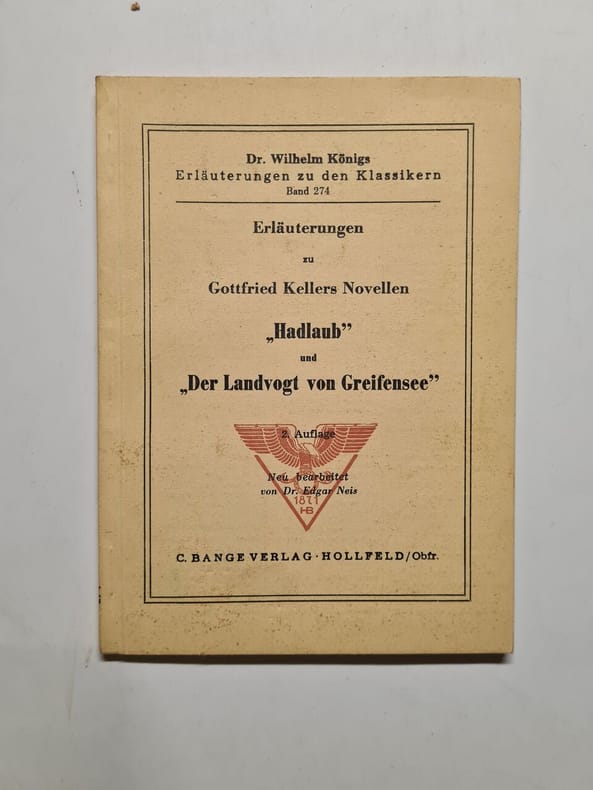 Dr. Wilhelm Königs
Erläuterungen zu den Klassikern
Band 274
Erläuterungen
zu
Gottfried Kellers Novellen
„Hadlaub”
und
„Der Landvogt von Greifensee”
2. Auflage
Neu bearbeitet
von Dr. Edgar Neis
1871
HB
C. BANGE VERLAG · HOLLFELD/Obfr.